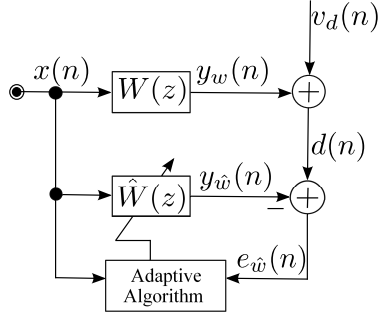 v_d(n)
x(n)
W(z)
y_w(n)
+
d(n)
Ŵ(z)
y_ŵ(n)
+
−
e_ŵ(n)
Adaptive
Algorithm